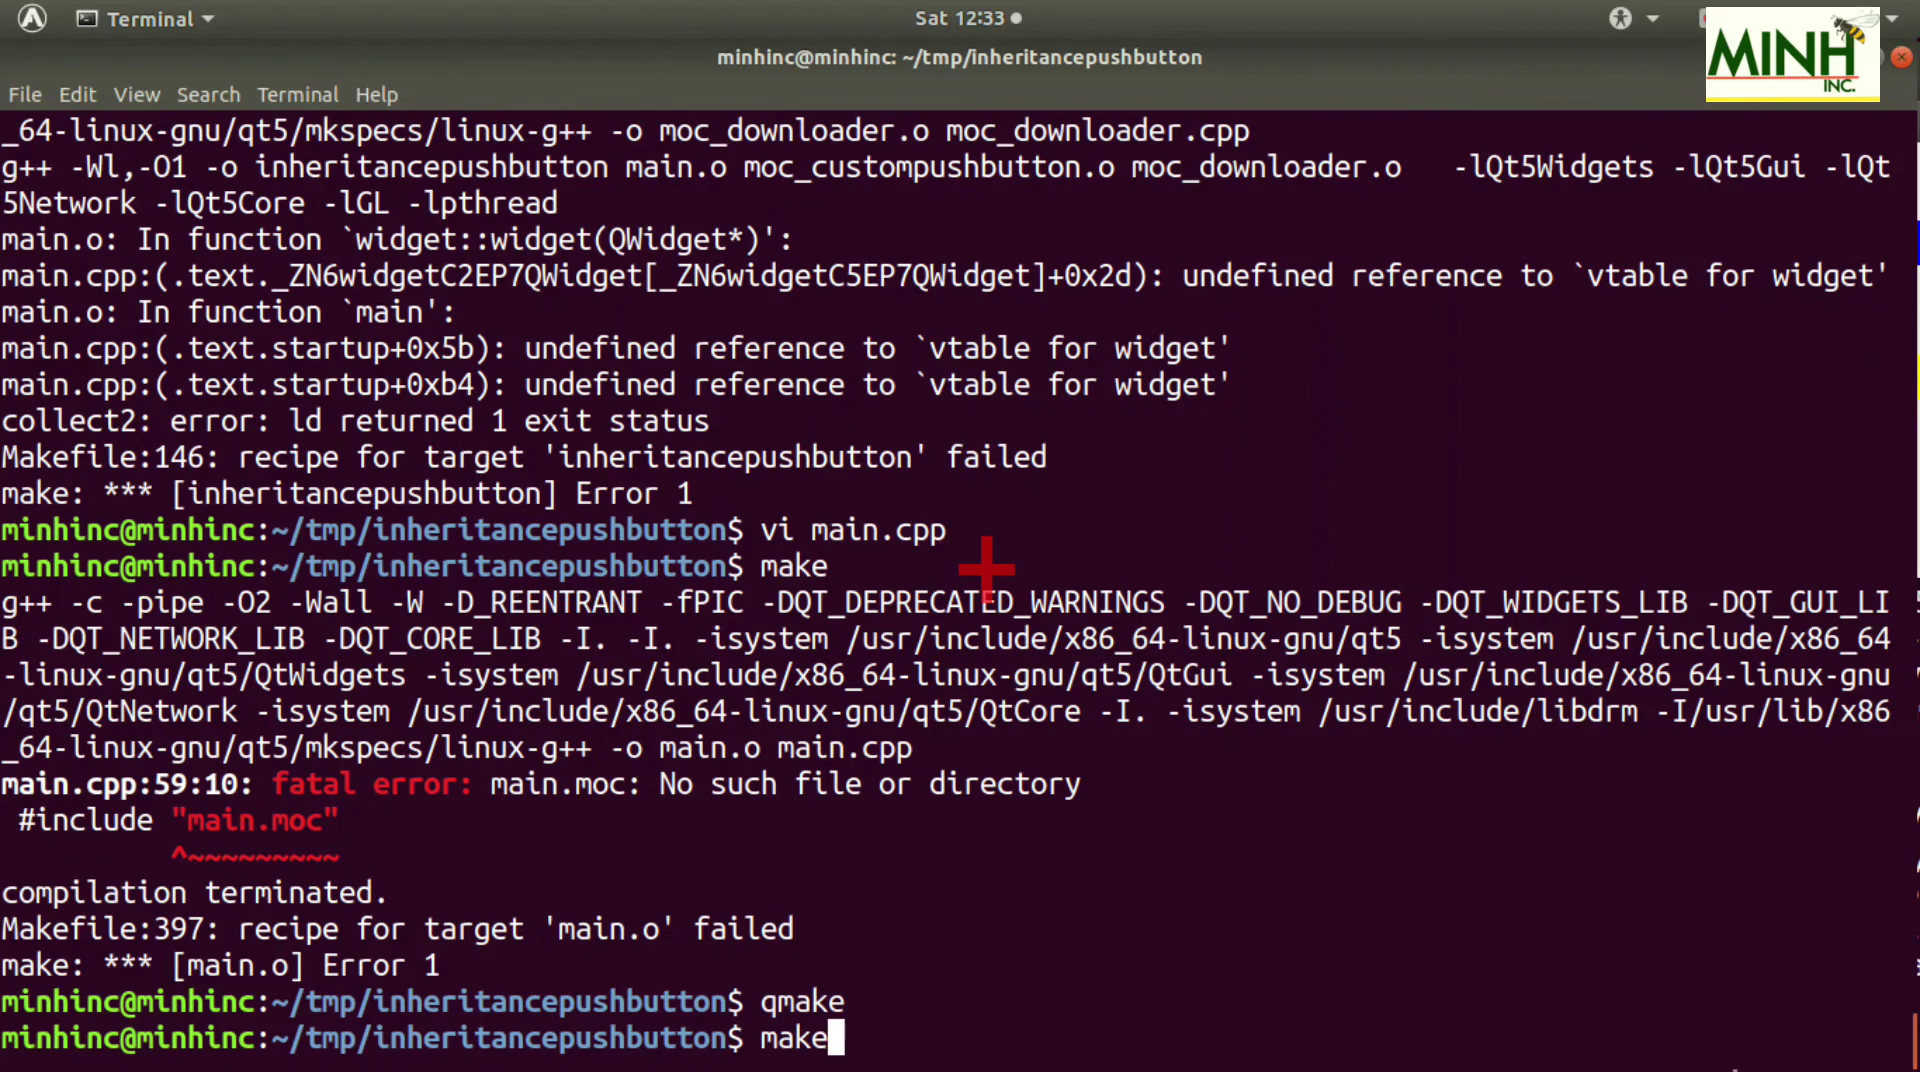 Terminal
Sat 12:33
minhinc@minhinc: ~/tmp/inheritancepushbutton
MINH
INC.
File Edit View Search Terminal Help
_64-linux-gnu/qt5/mkspecs/linux-g++ -o moc_downloader.o moc_downloader.cpp
g++ -Wl,-O1 -o inheritancepushbutton main.o moc_custompushbutton.o moc_downloader.o   -lQt5Widgets -lQt5Gui -lQt
5Network -lQt5Core -lGL -lpthread
main.o: In function `widget::widget(QWidget*)':
main.cpp:(.text._ZN6widgetC2EP7QWidget[_ZN6widgetC5EP7QWidget]+0x2d): undefined reference to `vtable for widget'
main.o: In function `main':
main.cpp:(.text.startup+0x5b): undefined reference to `vtable for widget'
main.cpp:(.text.startup+0xb4): undefined reference to `vtable for widget'
collect2: error: ld returned 1 exit status
Makefile:146: recipe for target 'inheritancepushbutton' failed
make: *** [inheritancepushbutton] Error 1
minhinc@minhinc:~/tmp/inheritancepushbutton$ vi main.cpp
minhinc@minhinc:~/tmp/inheritancepushbutton$ make
g++ -c -pipe -O2 -Wall -W -D_REENTRANT -fPIC -DQT_DEPRECATED_WARNINGS -DQT_NO_DEBUG -DQT_WIDGETS_LIB -DQT_GUI_LI
B -DQT_NETWORK_LIB -DQT_CORE_LIB -I. -I. -isystem /usr/include/x86_64-linux-gnu/qt5 -isystem /usr/include/x86_64
-linux-gnu/qt5/QtWidgets -isystem /usr/include/x86_64-linux-gnu/qt5/QtGui -isystem /usr/include/x86_64-linux-gnu
/qt5/QtNetwork -isystem /usr/include/x86_64-linux-gnu/qt5/QtCore -I. -isystem /usr/include/libdrm -I/usr/lib/x86
_64-linux-gnu/qt5/mkspecs/linux-g++ -o main.o main.cpp
main.cpp:59:10: fatal error: main.moc: No such file or directory
 #include "main.moc"
          ^~~~~~~~~~
compilation terminated.
Makefile:397: recipe for target 'main.o' failed
make: *** [main.o] Error 1
minhinc@minhinc:~/tmp/inheritancepushbutton$ qmake
minhinc@minhinc:~/tmp/inheritancepushbutton$ make